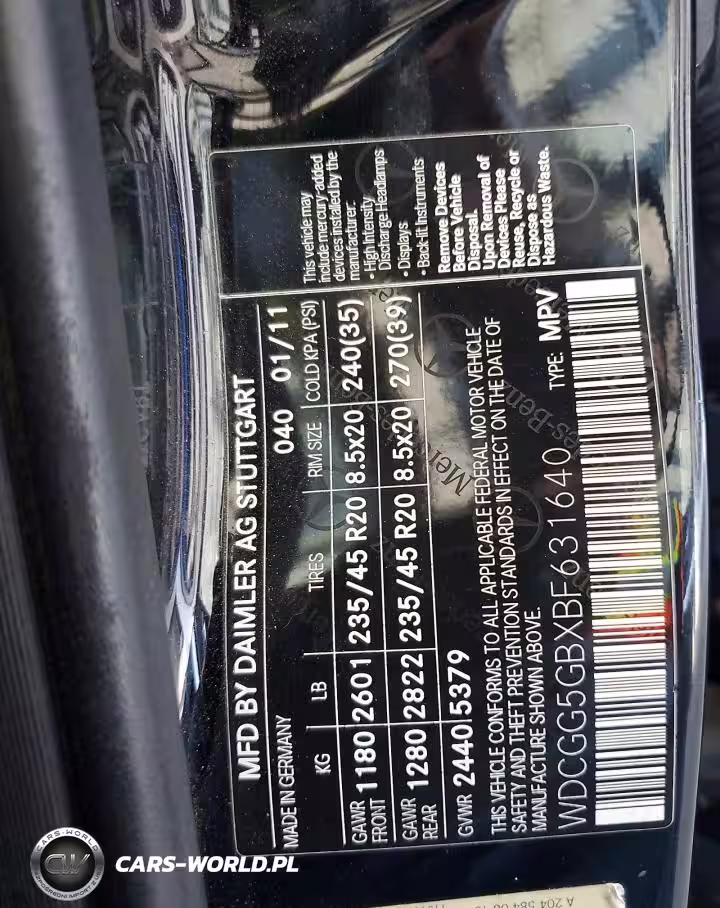 MFD BY DAIMLER AG STUTTGART
MADE IN GERMANY 040 01/11
KG LB TIRES RIM SIZE COLD KPA (PSI)
GAWR FRONT 1180 2601 235/45 R20 8.5x20 240(35)
GAWR REAR 1280 2822 235/45 R20 8.5x20 270(39)
GVWR 2440 5379
THIS VEHICLE CONFORMS TO ALL APPLICABLE FEDERAL MOTOR VEHICLE
SAFETY AND THEFT PREVENTION STANDARDS IN EFFECT ON THE DATE OF
MANUFACTURE SHOWN ABOVE.
WDCGG5GBXBF631640 TYPE: MPV
This vehicle may
include mercury-added
devices installed by the
manufacturer:
• High Intensity
Discharge Headlamps
• Displays
• Back-lit Instruments
Remove Devices
Before Vehicle
Disposal.
Upon Removal of
Devices Please
Reuse, Recycle or
Dispose as
Hazardous Waste.
A 204 584
CARS-WORLD
CW
CARS-WORLD.PL